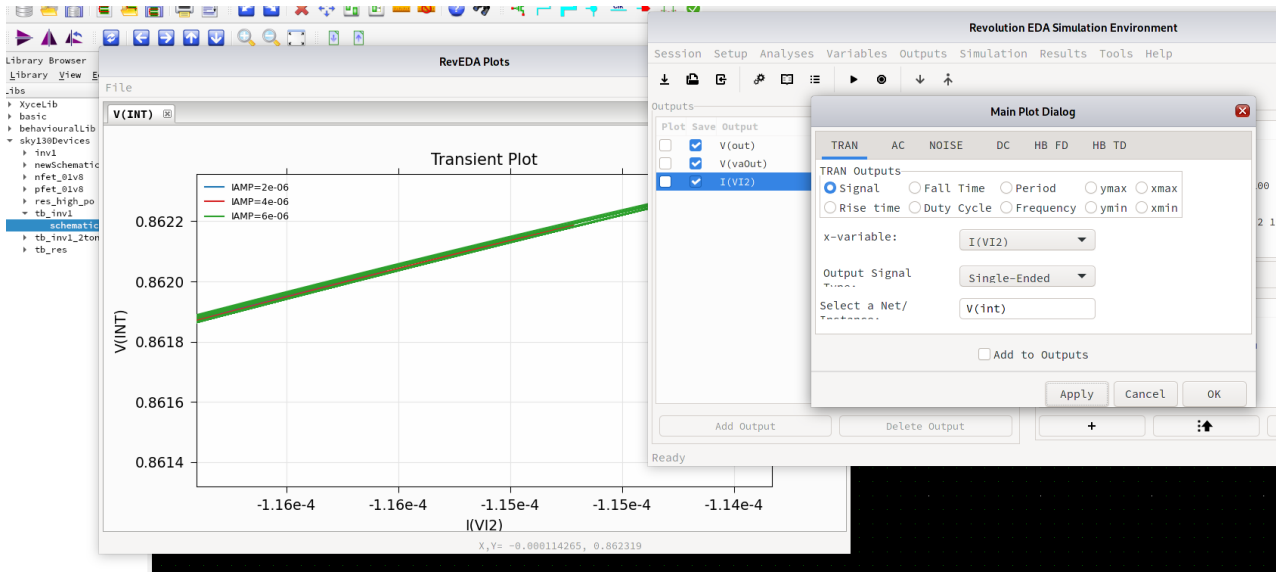 Revolution EDA Simulation Environment
Session Setup Analyses Variables Outputs Simulation Results Tools Help
Library Browser
Library View E
Libs
XyceLib
basic
behaviouralLib
sky130Devices
inv1
newSchematic
nfet_01v8
pfet_01v8
res_high_po
tb_inv1
schematic
tb_inv1_2ton
tb_res
RevEDA Plots
File
V(INT)
Transient Plot
IAMP=2e-06
IAMP=4e-06
IAMP=6e-06
V(INT)
0.8622
0.8620
0.8618
0.8616
0.8614
-1.16e-4 -1.16e-4 -1.15e-4 -1.15e-4 -1.14e-4
I(VI2)
X,Y= -0.000114265, 0.862319
Outputs
Plot Save Output
V(out)
V(vaOut)
I(VI2)
Add Output Delete Output
+
Ready
Main Plot Dialog
TRAN AC NOISE DC HB FD HB TD
TRAN Outputs
Signal Fall Time Period ymax xmax
Rise time Duty Cycle Frequency ymin xmin
x-variable: I(VI2)
Output Signal
Single-Ended
Select a Net/
V(int)
Add to Outputs
Apply Cancel OK